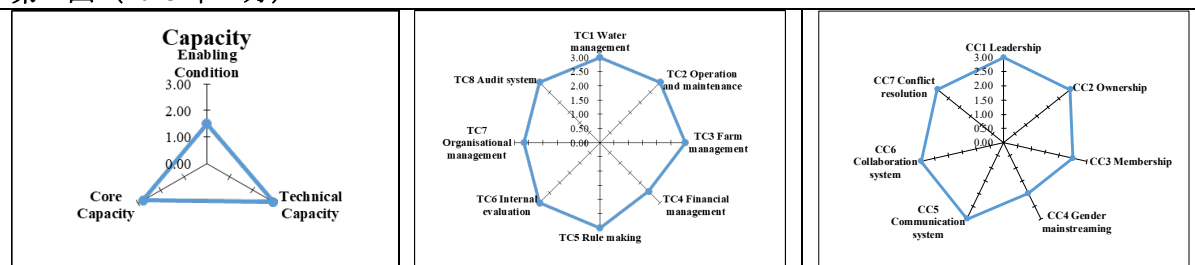 Capacity
Enabling
Condition
3.00
2.00
1.00
0.00
Core
Capacity
Technical
Capacity
TC1 Water
management
3.00
2.50
2.00
1.50
1.00
0.50
0.00
TC2 Operation
and maintenance
TC3 Farm
management
TC4 Financial
management
TC5 Rule making
TC6 Internal
evaluation
TC7
Organisational
management
TC8 Audit system
CC1 Leadership
3.00
2.50
2.00
1.50
1.00
0.50
0.00
CC2 Ownership
CC3 Membership
CC4 Gender
mainstreaming
CC5
Communication
system
CC6
Collaboration
system
CC7 Conflict
resolution